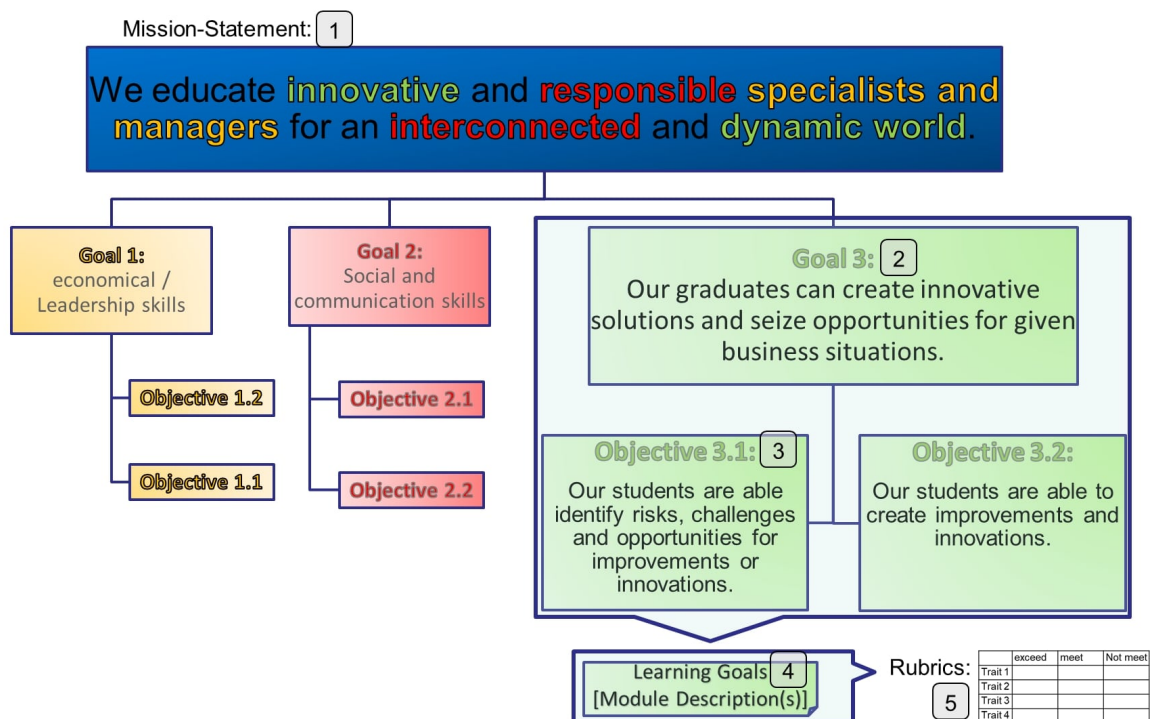 Mission-Statement: 1
We educate innovative and responsible specialists and
managers for an interconnected and dynamic world.
Goal 1:
economical /
Leadership skills
Objective 1.2
Objective 1.1
Goal 2:
Social and
communication skills
Objective 2.1
Objective 2.2
Goal 3: 2
Our graduates can create innovative
solutions and seize opportunities for given
business situations.
Objective 3.1: 3
Our students are able
identify risks, challenges
and opportunities for
improvements or
innovations.
Objective 3.2:
Our students are able to
create improvements and
innovations.
Learning Goals 4
[Module Description(s)]
Rubrics:
5
exceed meet Not meet
Trait 1
Trait 2
Trait 3
Trait 4